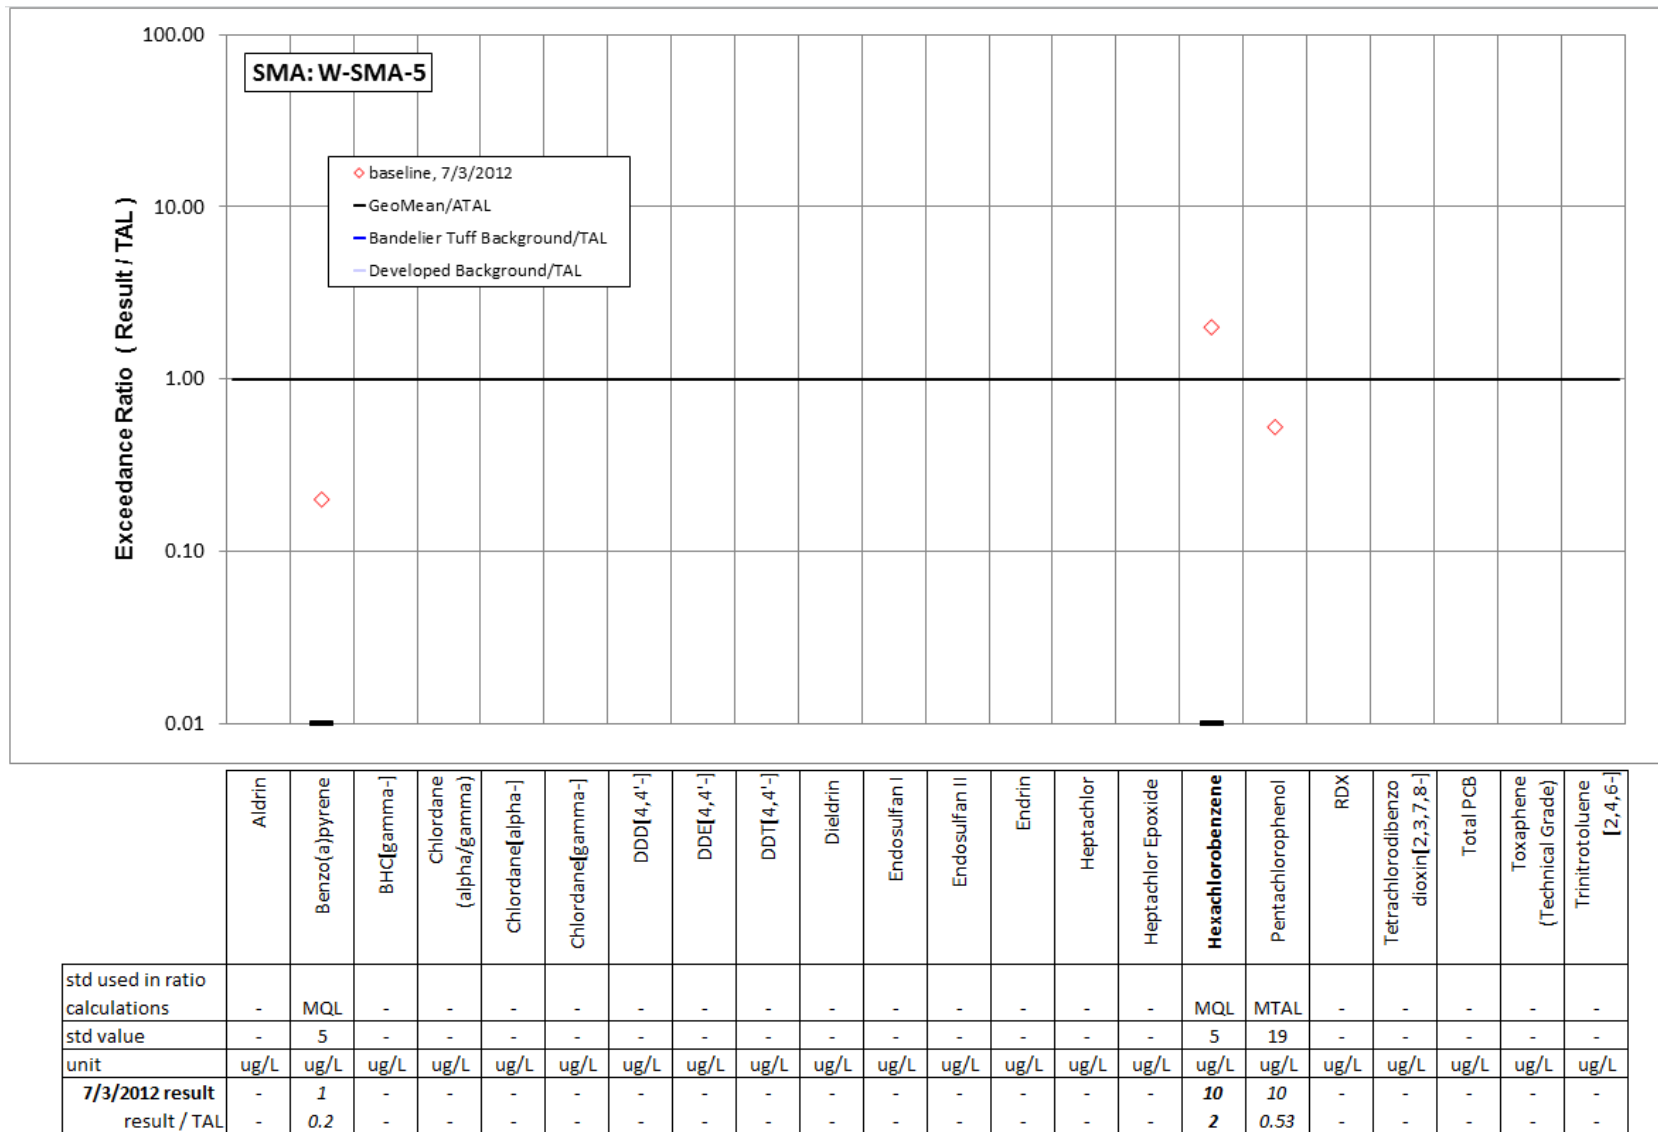 100.00
SMA: W-SMA-5
baseline, 7/3/2012
GeoMean/ATAL
Bandelier Tuff Background/TAL
Developed Background/TAL
10.00
1.00
0.10
0.01
Exceedance Ratio ( Result / TAL )
Aldrin
Benzo(a)pyrene
BHC[gamma-]
Chlordane
(alpha/gamma)
Chlordane[alpha-]
Chlordane[gamma-]
DDD[4,4'-]
DDE[4,4'-]
DDT[4,4'-]
Dieldrin
Endosulfan I
Endosulfan II
Endrin
Heptachlor
Heptachlor Epoxide
Hexachlorobenzene
Pentachlorophenol
RDX
Tetrachlorodibenzo
dioxin[2,3,7,8-]
Total PCB
Toxaphene
(Technical Grade)
Trinitrotoluene
[2,4,6-]
std used in ratio
calculations - MQL - - - - - - - - - - - - - MQL MTAL - - - - -
std value - 5 - - - - - - - - - - - - - 5 19 - - - - -
unit ug/L ug/L ug/L ug/L ug/L ug/L ug/L ug/L ug/L ug/L ug/L ug/L ug/L ug/L ug/L ug/L ug/L ug/L ug/L ug/L ug/L ug/L
7/3/2012 result - 1 - - - - - - - - - - - - - 10 10 - - - - -
result / TAL - 0.2 - - - - - - - - - - - - - 2 0.53 - - - - -